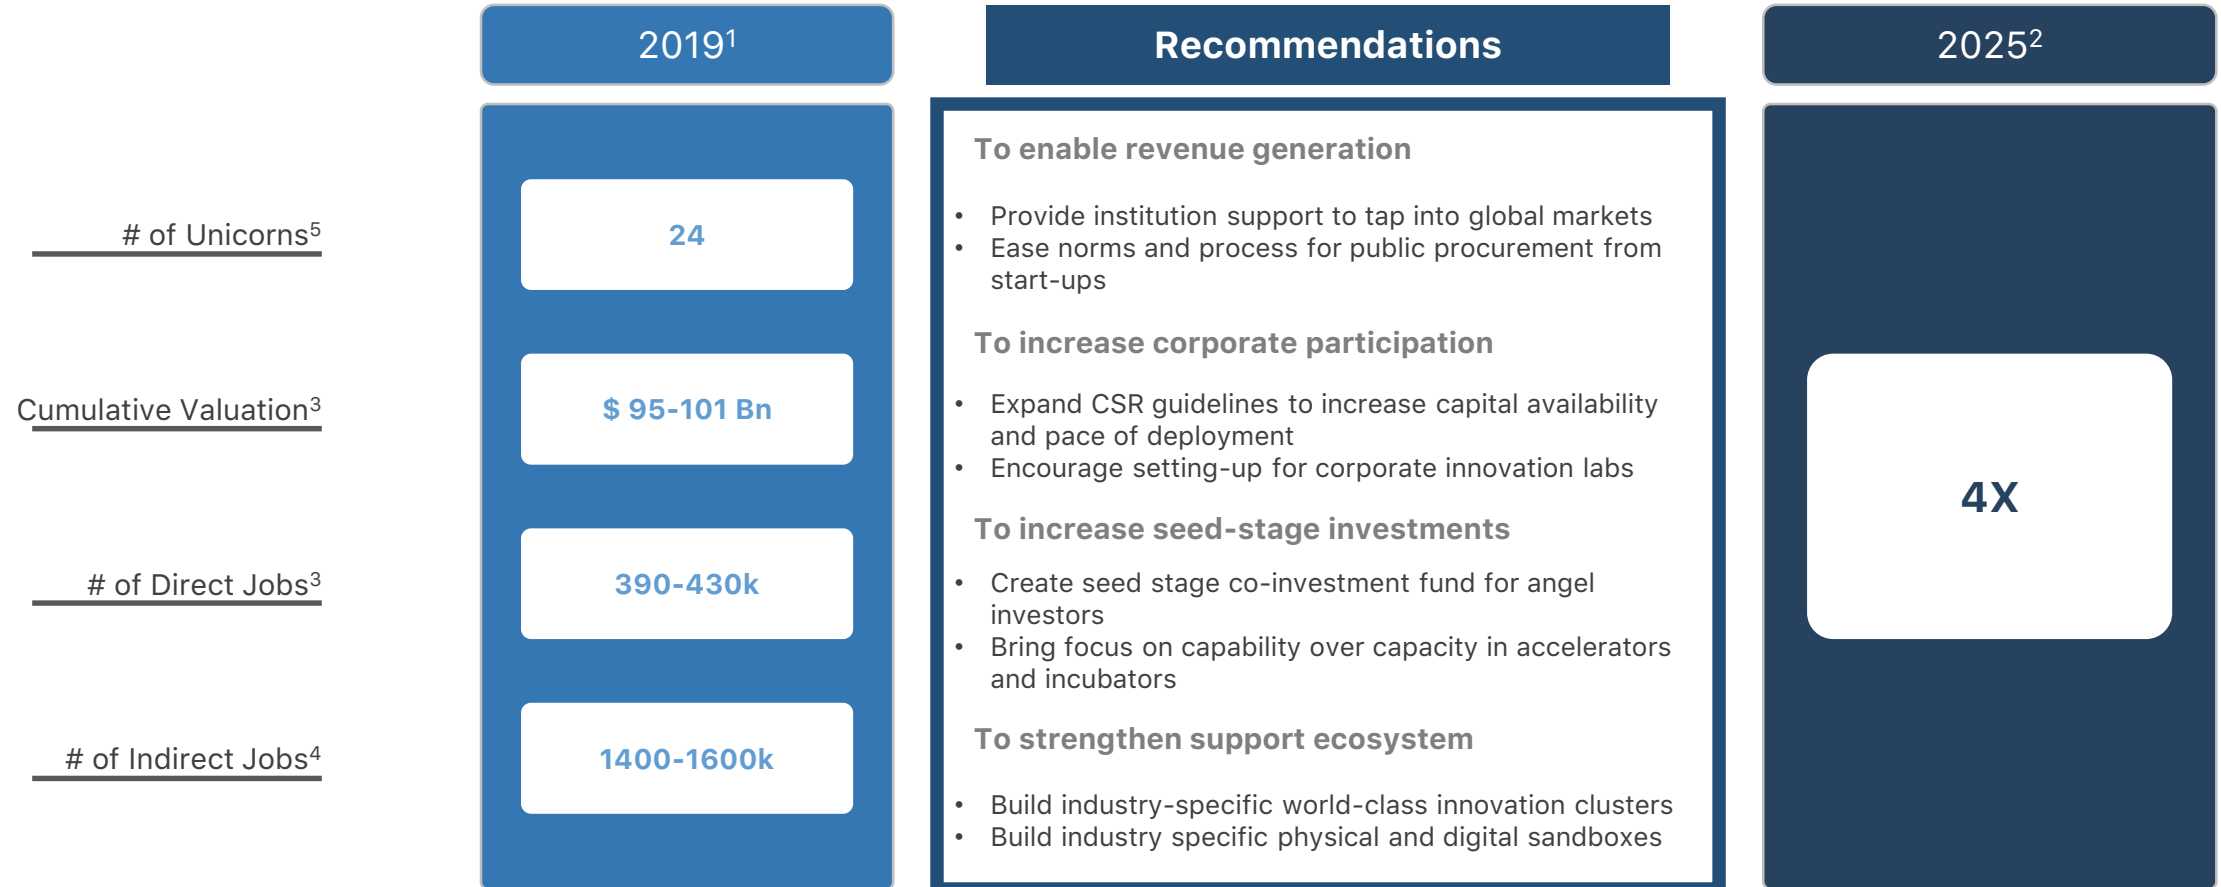 2019¹
Recommendations
2025²
# of Unicorns⁵
24
Cumulative Valuation³
$ 95-101 Bn
# of Direct Jobs³
390-430k
# of Indirect Jobs⁴
1400-1600k
To enable revenue generation
• Provide institution support to tap into global markets
• Ease norms and process for public procurement from
start-ups
To increase corporate participation
• Expand CSR guidelines to increase capital availability
and pace of deployment
• Encourage setting-up for corporate innovation labs
To increase seed-stage investments
• Create seed stage co-investment fund for angel
investors
• Bring focus on capability over capacity in accelerators
and incubators
To strengthen support ecosystem
• Build industry-specific world-class innovation clusters
• Build industry specific physical and digital sandboxes
4X